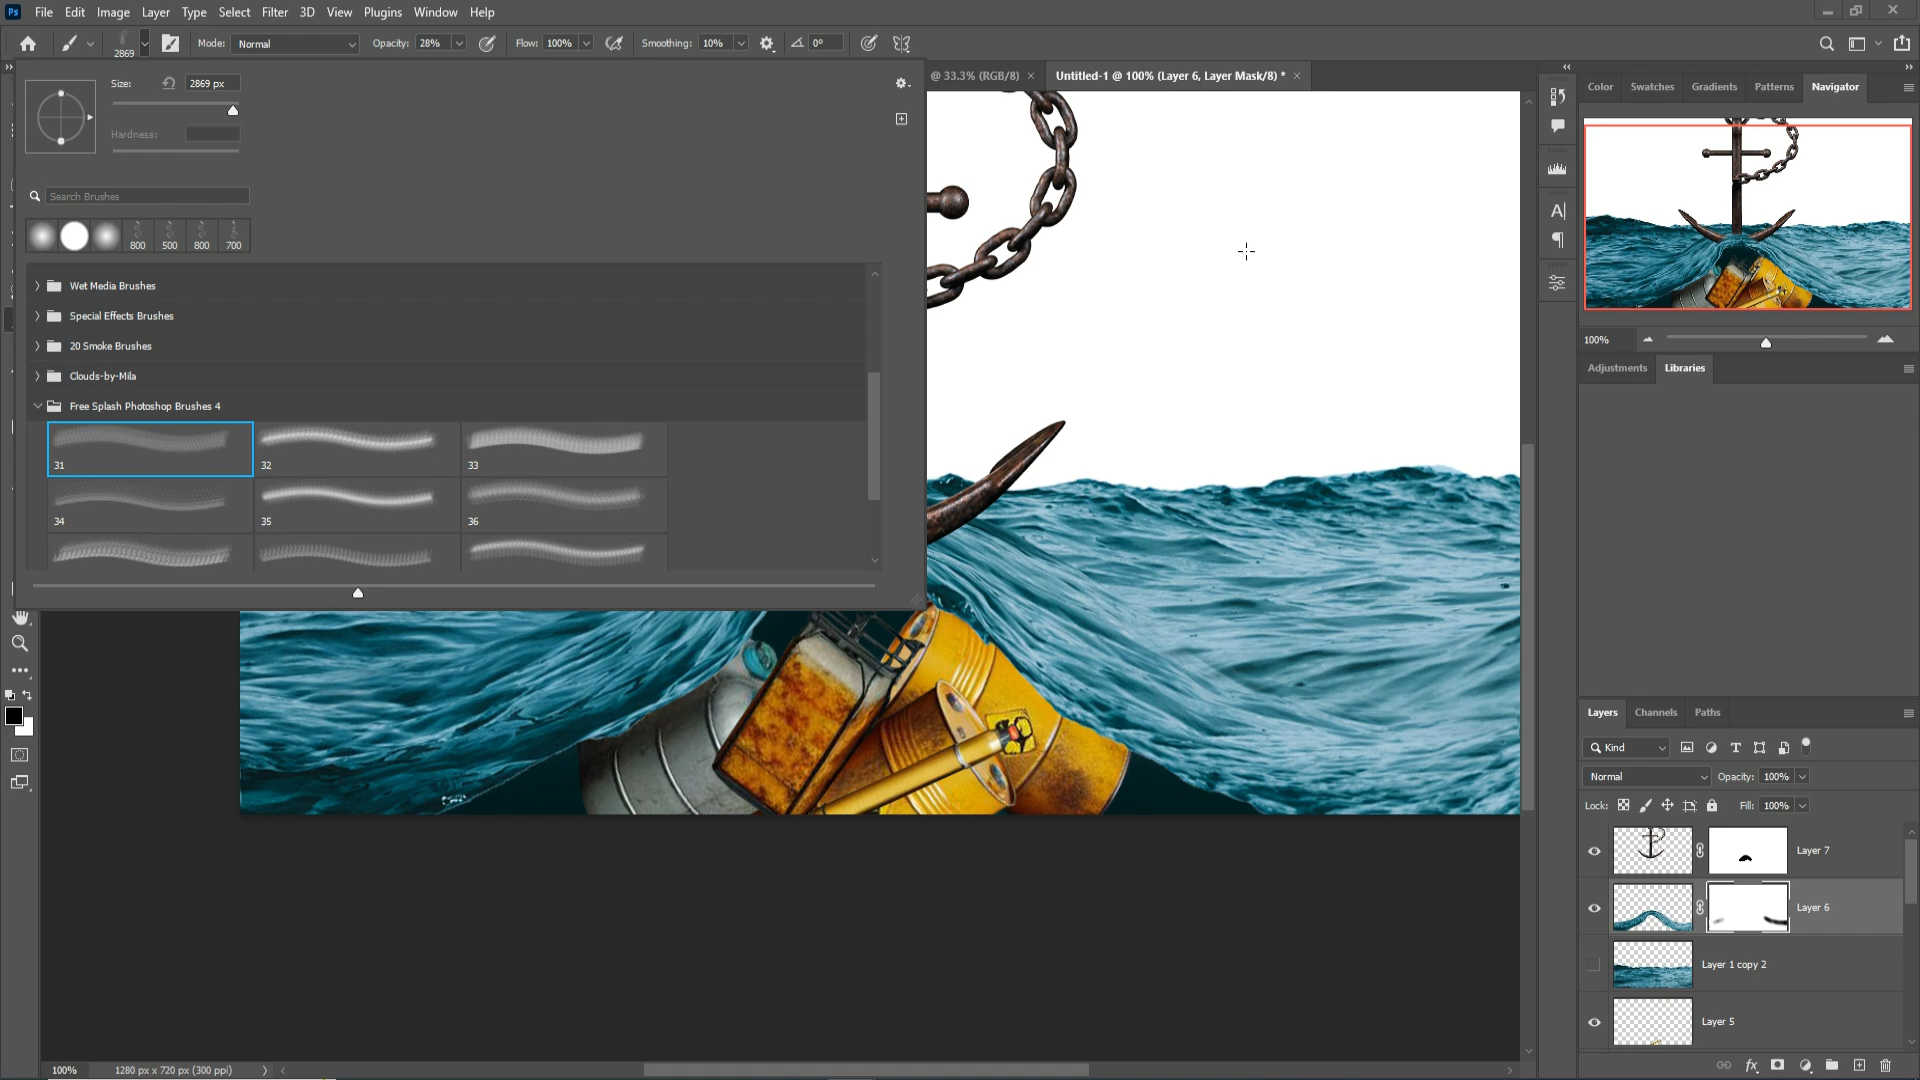 Ps File Edit Image Layer Type Select Filter 3D View Plugins Window Help
2869 Mode: Normal Opacity: 28% Flow: 100% Smoothing: 10% 0°
@ 33.3% (RGB/8) × Untitled-1 @ 100% (Layer 6, Layer Mask/8) * ×
Size: 2869 px
Hardness:
Search Brushes
800 500 800 700
Wet Media Brushes
Special Effects Brushes
20 Smoke Brushes
Clouds-by-Mila
Free Splash Photoshop Brushes 4
31 32 33
34 35 36
Color Swatches Gradients Patterns Navigator
100%
Adjustments Libraries
Layers Channels Paths
Kind
Normal Opacity: 100%
Lock: Fill: 100%
Layer 7
Layer 6
Layer 1 copy 2
Layer 5
100% 1280 px x 720 px (300 ppi)